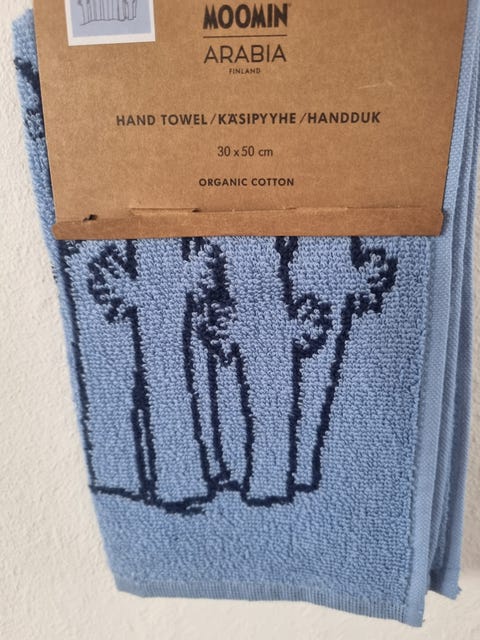 MOOMIN
ARABIA
FINLAND
HAND TOWEL/KÄSIPYYHE/HANDDUK
30 x 50 cm
ORGANIC COTTON